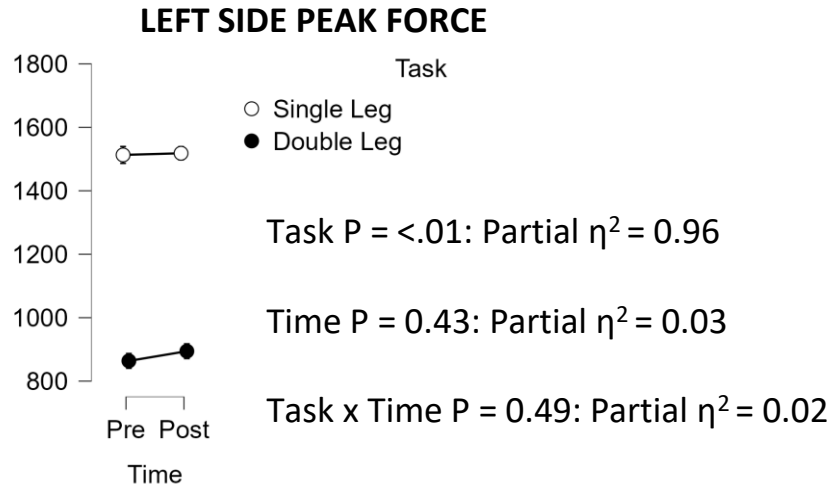 LEFT SIDE PEAK FORCE
1800
1600
1400
1200
1000
800
Task
Single Leg
Double Leg
Task P = <.01: Partial η² = 0.96
Time P = 0.43: Partial η² = 0.03
Task x Time P = 0.49: Partial η² = 0.02
Pre Post
Time